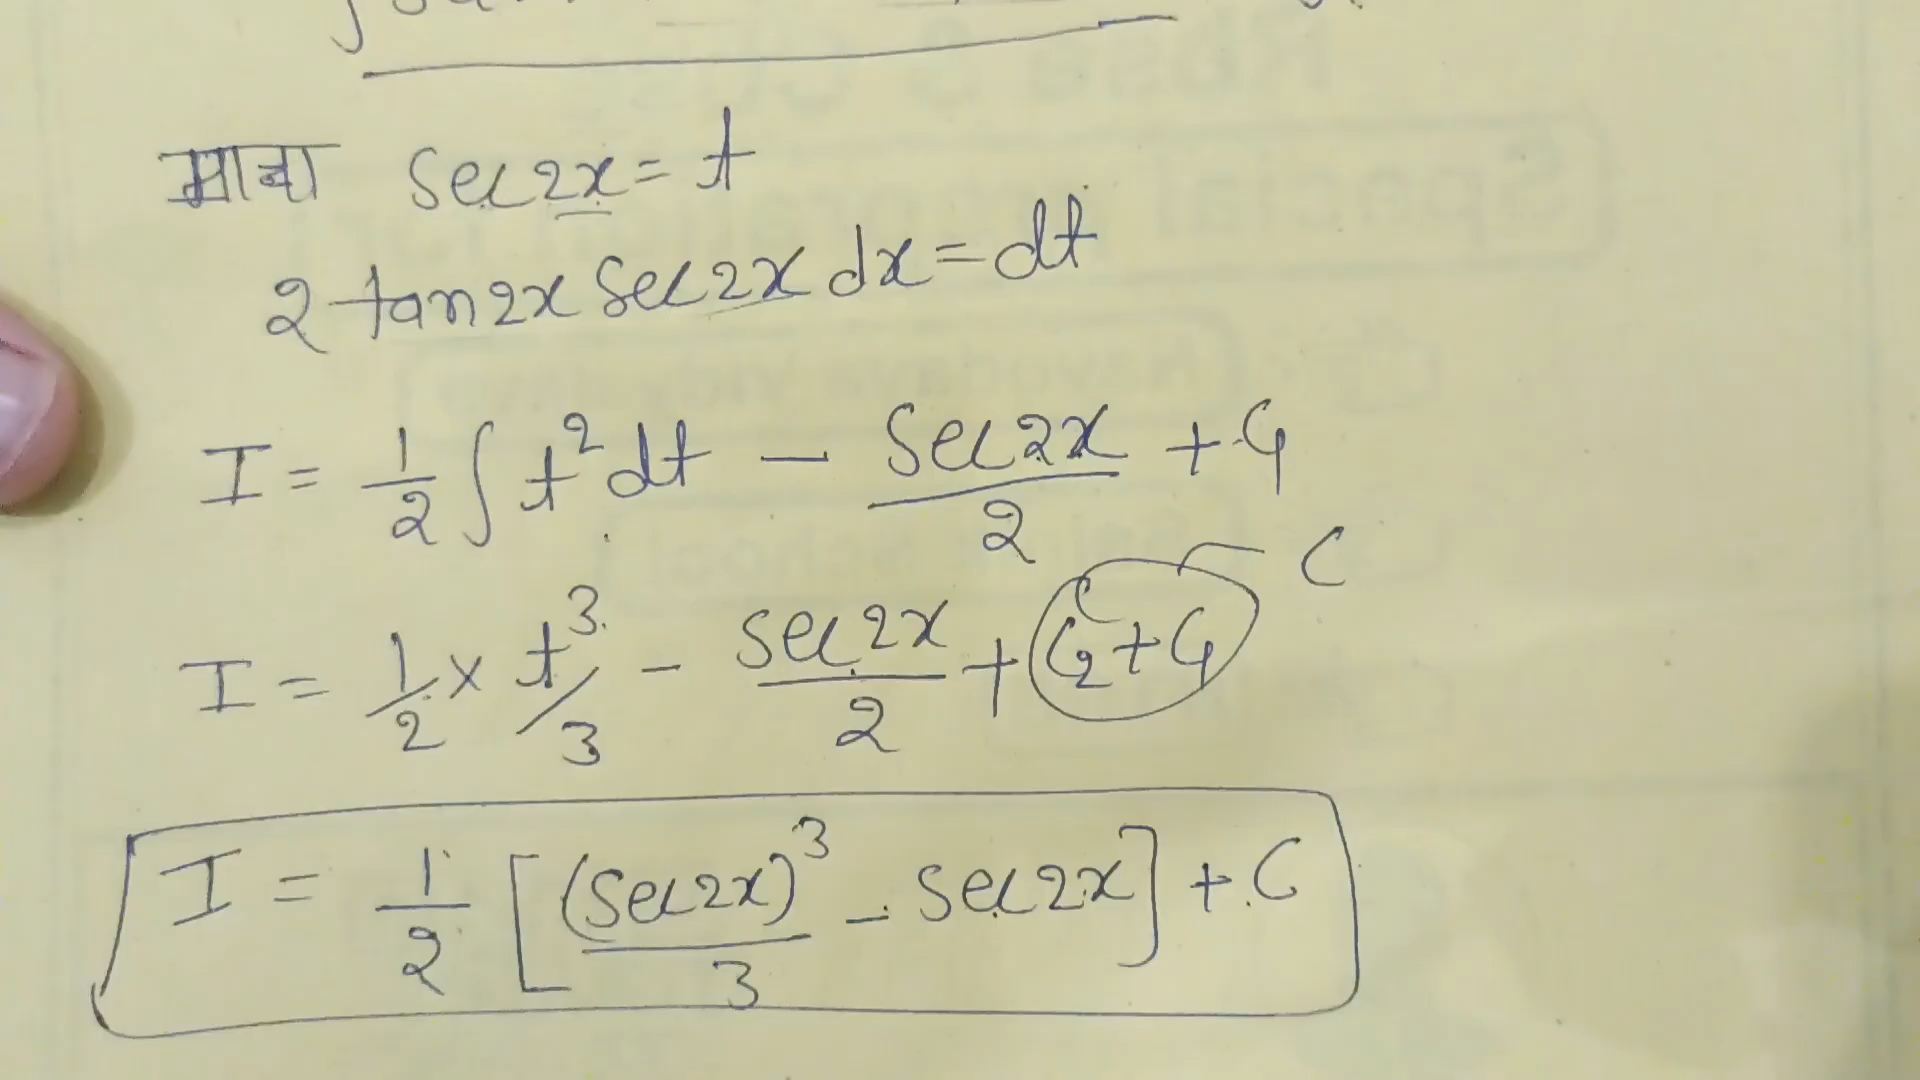 माना sec2x = t
2 tan2x sec2x dx = dt
I = 1/2 ∫ t² dt - sec2x/2 + C₁
C
I = 1/2 × t³/3 - sec2x/2 + C₂+C₁
I = 1/2 [(sec2x)³/3 - sec2x] + C